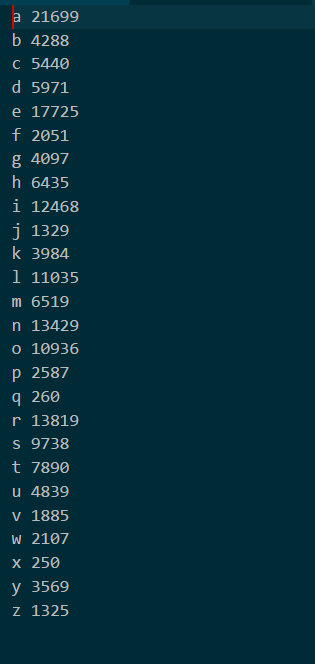 a 21699
b 4288
c 5440
d 5971
e 17725
f 2051
g 4097
h 6435
i 12468
j 1329
k 3984
l 11035
m 6519
n 13429
o 10936
p 2587
q 260
r 13819
s 9738
t 7890
u 4839
v 1885
w 2107
x 250
y 3569
z 1325